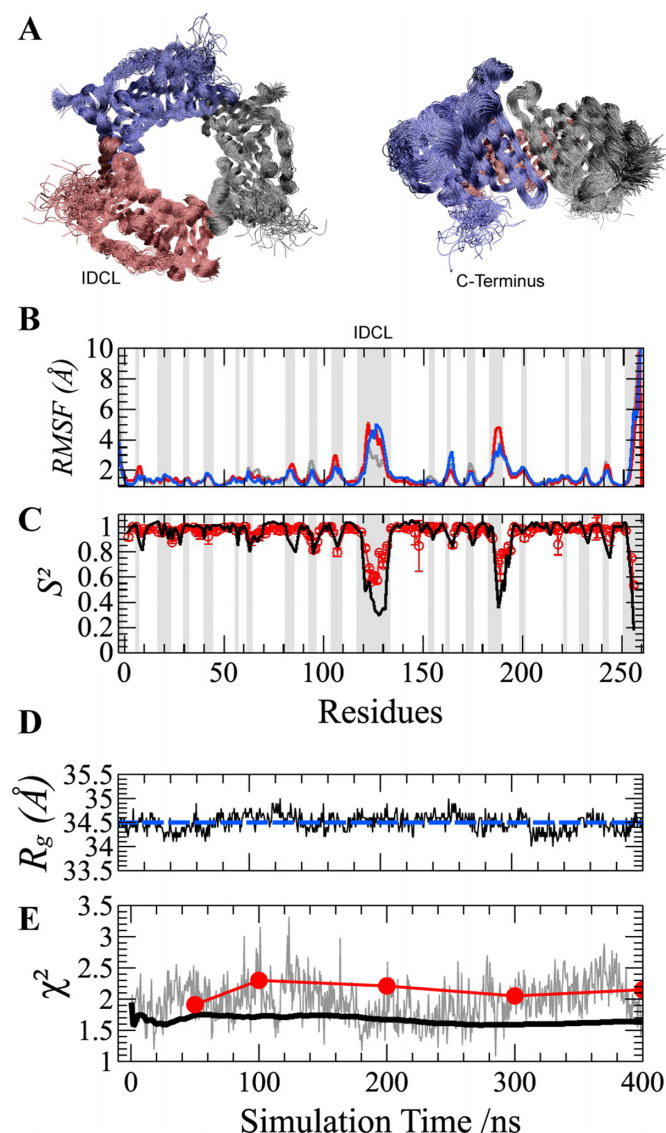 A
IDCL
C-Terminus
B
IDCL
10
8
6
4
2
RMSF (Å)
C
1
0.8
0.6
0.4
0.2
0
S²
0 50 100 150 200 250
Residues
D
35.5
35
34.5
34
33.5
Rg (Å)
E
3.5
3
2.5
2
1.5
1
χ²
0 100 200 300 400
Simulation Time /ns